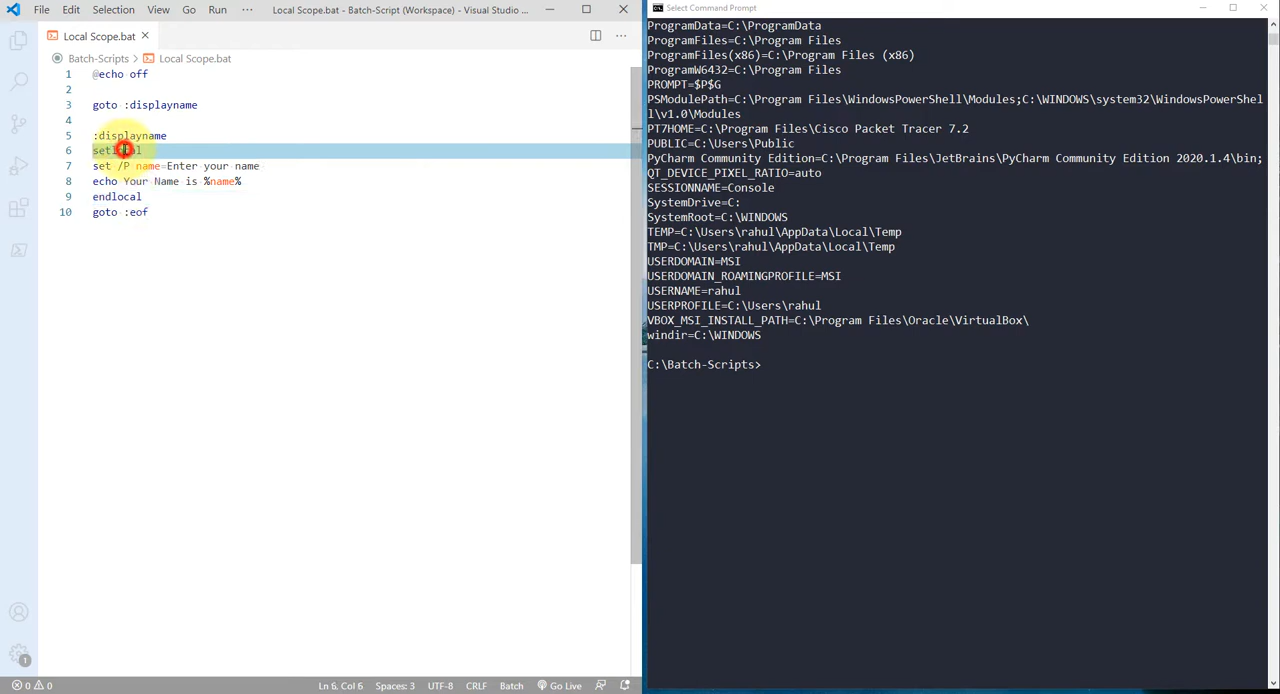 File Edit Selection View Go Run ··· Local Scope.bat - Batch-Script (Workspace) - Visual Studio ...
Local Scope.bat
Batch-Scripts > Local Scope.bat
1 @echo off
2
3 goto :displayname
4
5 :displayname
6 setlocal
7 set /P name=Enter your name
8 echo Your Name is %name%
9 endlocal
10 goto :eof
1
0 0 Ln 6, Col 6 Spaces: 3 UTF-8 CRLF Batch Go Live
Select Command Prompt
ProgramData=C:\ProgramData
ProgramFiles=C:\Program Files
ProgramFiles(x86)=C:\Program Files (x86)
ProgramW6432=C:\Program Files
PROMPT=$P$G
PSModulePath=C:\Program Files\WindowsPowerShell\Modules;C:\WINDOWS\system32\WindowsPowerShel
l\v1.0\Modules
PT7HOME=C:\Program Files\Cisco Packet Tracer 7.2
PUBLIC=C:\Users\Public
PyCharm Community Edition=C:\Program Files\JetBrains\PyCharm Community Edition 2020.1.4\bin;
QT_DEVICE_PIXEL_RATIO=auto
SESSIONNAME=Console
SystemDrive=C:
SystemRoot=C:\WINDOWS
TEMP=C:\Users\rahul\AppData\Local\Temp
TMP=C:\Users\rahul\AppData\Local\Temp
USERDOMAIN=MSI
USERDOMAIN_ROAMINGPROFILE=MSI
USERNAME=rahul
USERPROFILE=C:\Users\rahul
VBOX_MSI_INSTALL_PATH=C:\Program Files\Oracle\VirtualBox\
windir=C:\WINDOWS
C:\Batch-Scripts>